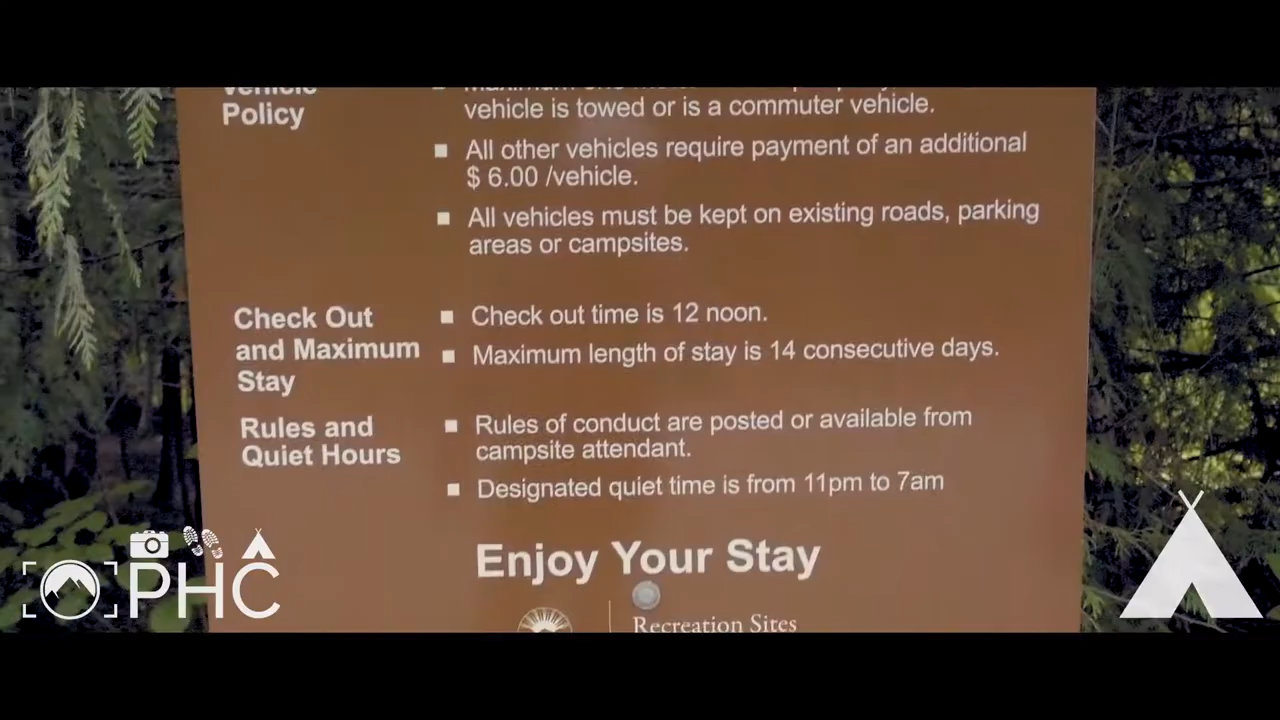 Vehicle
Policy
Maximum one
vehicle is towed or is a commuter vehicle.
■ All other vehicles require payment of an additional
$ 6.00 /vehicle.
■ All vehicles must be kept on existing roads, parking
areas or campsites.
Check Out
and Maximum
Stay
■ Check out time is 12 noon.
■ Maximum length of stay is 14 consecutive days.
Rules and
Quiet Hours
■ Rules of conduct are posted or available from
campsite attendant.
■ Designated quiet time is from 11pm to 7am
Enjoy Your Stay
Recreation Sites
PHC